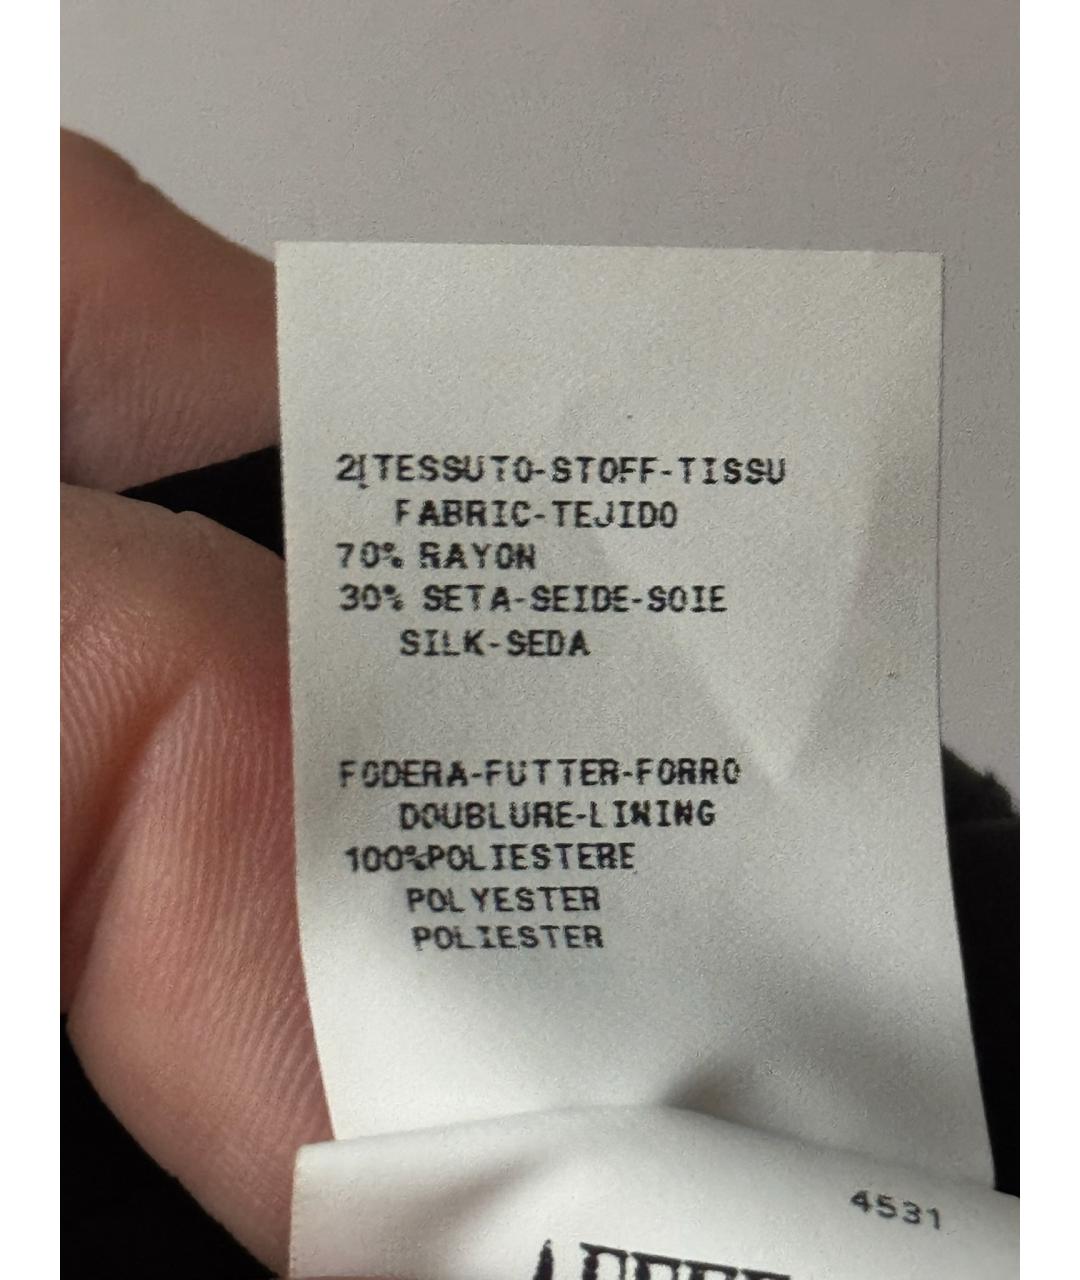 2[TESSUTO-STOFF-TISSU
FABRIC-TEJIDO
70% RAYON
30% SETA-SEIDE-SOIE
SILK-SEDA
FODERA-FUTTER-FORRO
DOUBLURE-LINING
100%POLIESTERE
POLYESTER
POLIESTER
4531